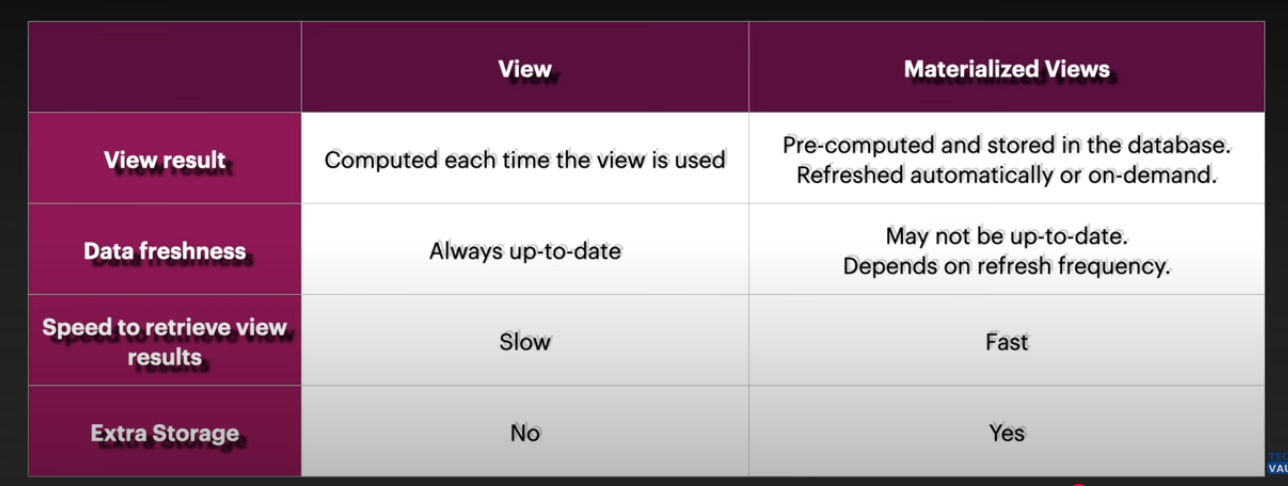 View
Materialized Views
View result
Computed each time the view is used
Pre-computed and stored in the database.
Refreshed automatically or on-demand.
Data freshness
Always up-to-date
May not be up-to-date.
Depends on refresh frequency.
Speed to retrieve view
results
Slow
Fast
Extra Storage
No
Yes